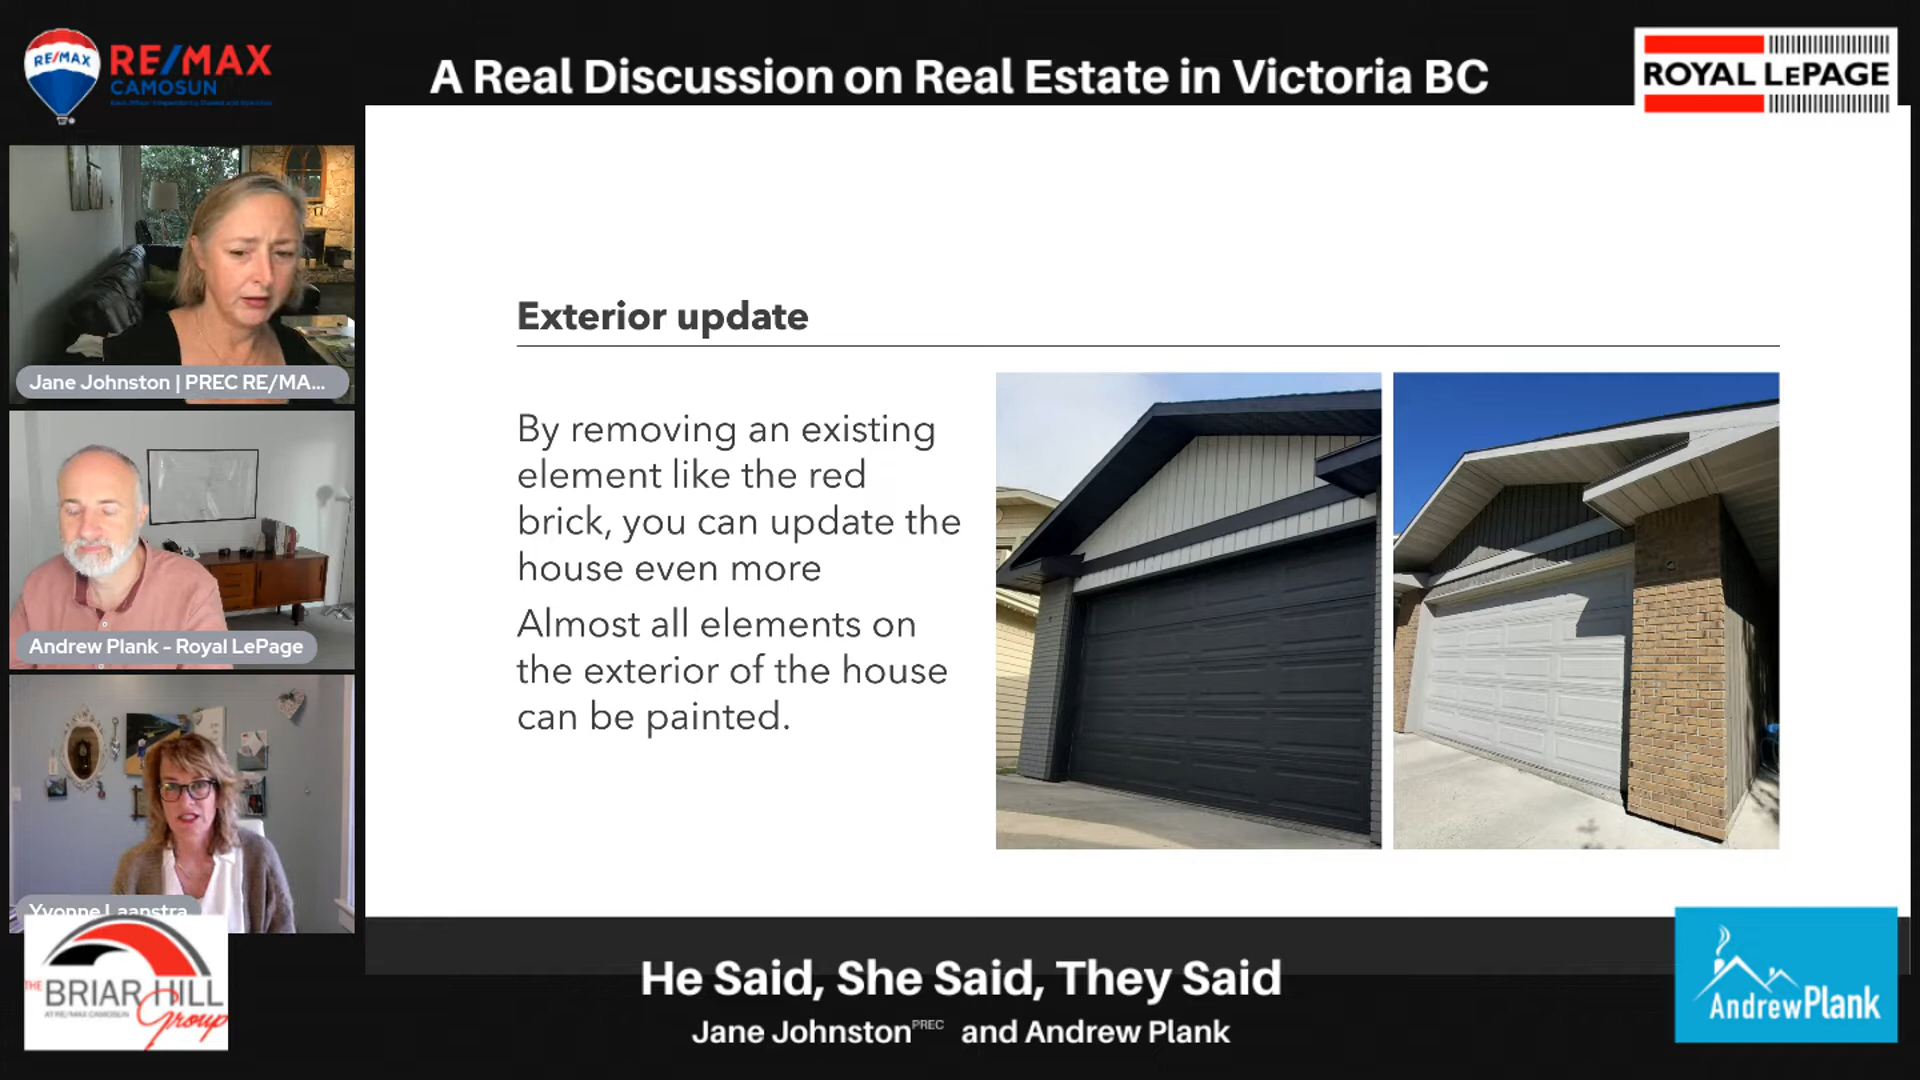 RE/MAX
RE/MAX
CAMOSUN
A Real Discussion on Real Estate in Victoria BC
ROYAL LEPAGE
Jane Johnston | PREC RE/MA...
Andrew Plank - Royal LePage
Yvonne Laanstra
Exterior update
By removing an existing
element like the red
brick, you can update the
house even more
Almost all elements on
the exterior of the house
can be painted.
THE
BRIAR HILL
AT RE/MAX CAMOSUN
Group
He Said, She Said, They Said
Jane Johnston PREC and Andrew Plank
AndrewPlank